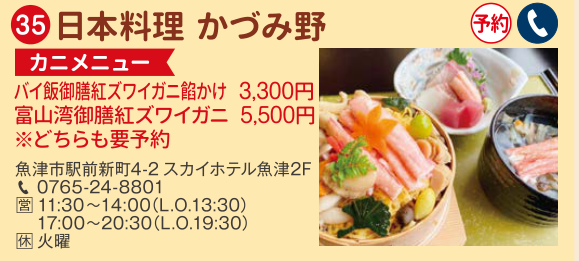 35 日本料理 かづみ野 予約
カニメニュー
バイ飯御膳紅ズワイガニ餡かけ 3,300円
富山湾御膳紅ズワイガニ 5,500円
※どちらも要予約
魚津市駅前新町4-2 スカイホテル魚津2F
0765-24-8801
営 11:30〜14:00(L.O.13:30)
17:00〜20:30(L.O.19:30)
休 火曜